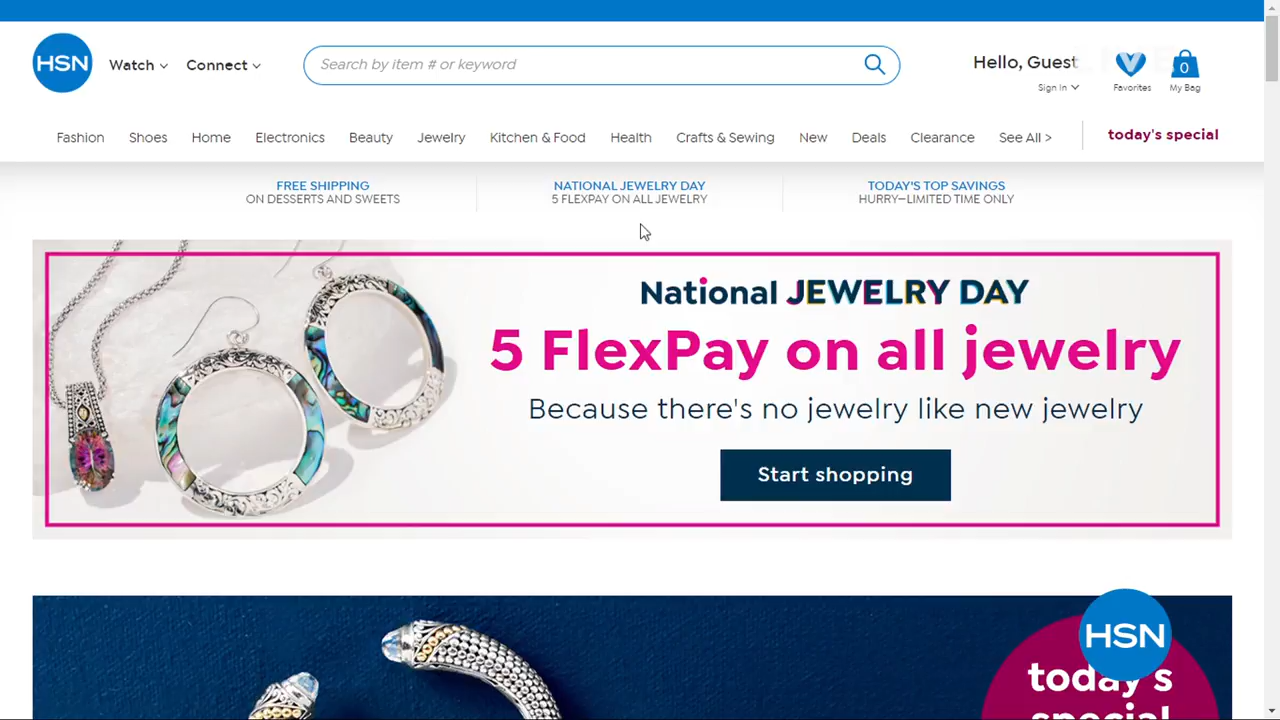 HSN
Watch
Connect
Search by item # or keyword
Hello, Guest
Sign In
Favorites
0
My Bag
Fashion
Shoes
Home
Electronics
Beauty
Jewelry
Kitchen & Food
Health
Crafts & Sewing
New
Deals
Clearance
See All >
today's special
FREE SHIPPING
ON DESSERTS AND SWEETS
NATIONAL JEWELRY DAY
5 FLEXPAY ON ALL JEWELRY
TODAY'S TOP SAVINGS
HURRY—LIMITED TIME ONLY
National JEWELRY DAY
5 FlexPay on all jewelry
Because there's no jewelry like new jewelry
Start shopping
HSN
today's
special